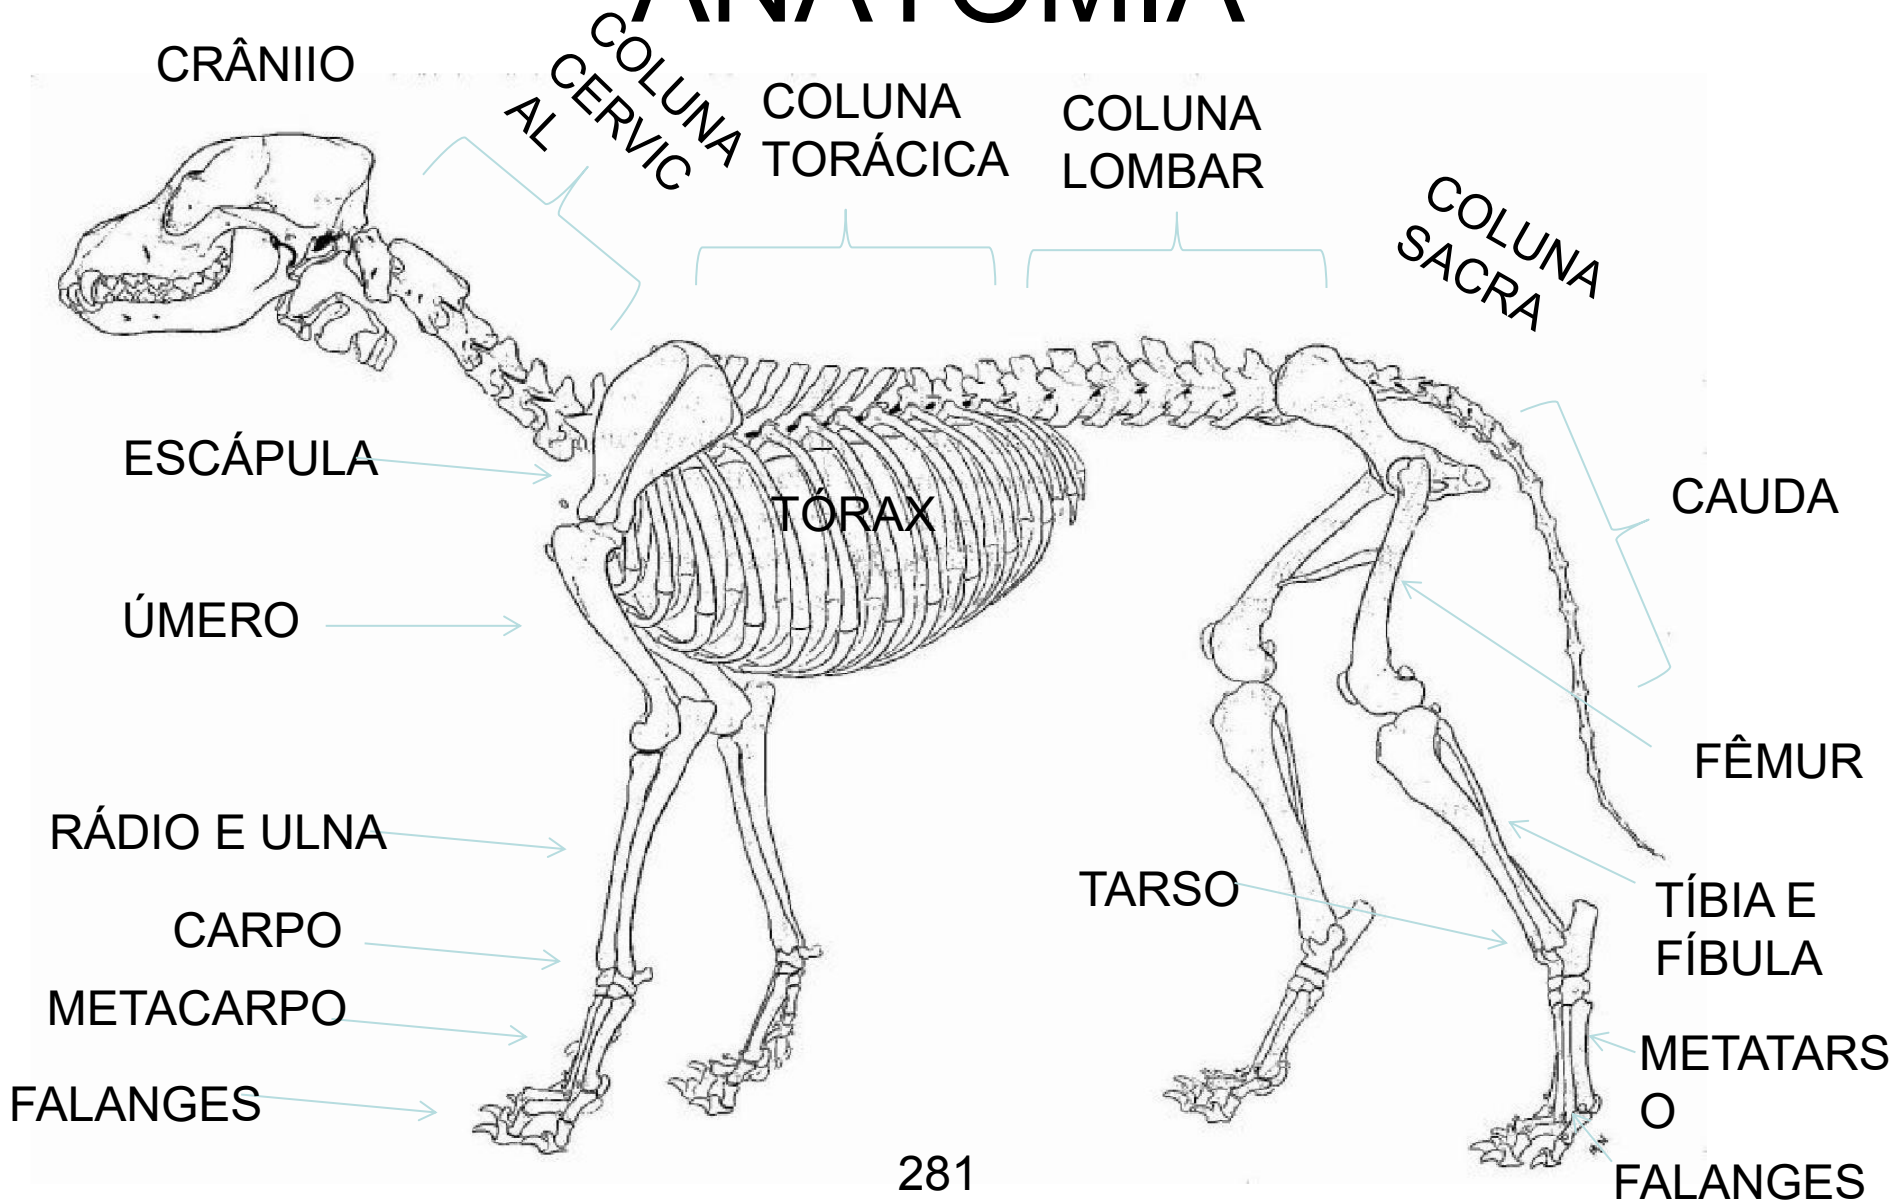 ANATOMIA
CRÂNIIO
COLUNA
CERVIC
AL
COLUNA
TORÁCICA
COLUNA
LOMBAR
COLUNA
SACRA
ESCÁPULA
TÓRAX
CAUDA
ÚMERO
FÊMUR
RÁDIO E ULNA
TARSO
TÍBIA E
FÍBULA
CARPO
METACARPO
METATARS
O
FALANGES
281
FALANGES